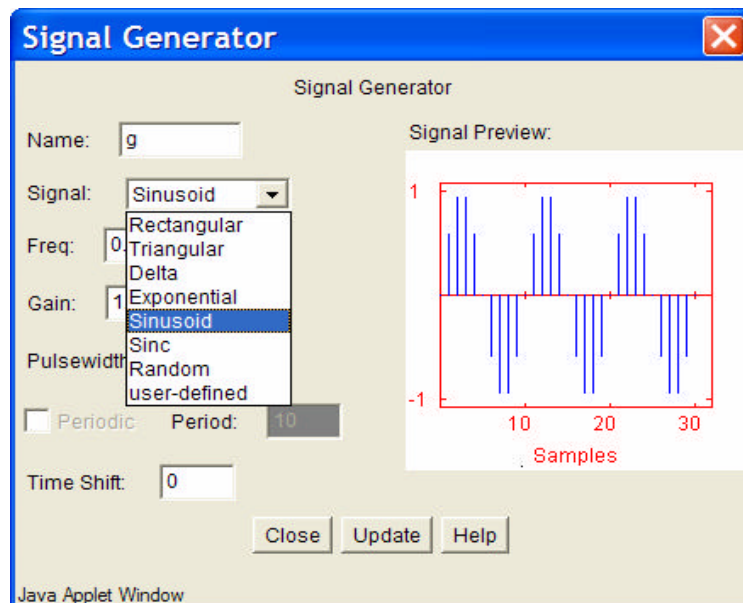 Signal Generator
Signal Generator
Name: g
Signal Preview:
Signal: Sinusoid
Rectangular
Triangular
Delta
Exponential
Sinusoid
Sinc
Random
user-defined
Freq: 0.
Gain: 1
Pulsewidth
Periodic Period: 10
Time Shift: 0
1
-1
10 20 30
Samples
Close Update Help
Java Applet Window